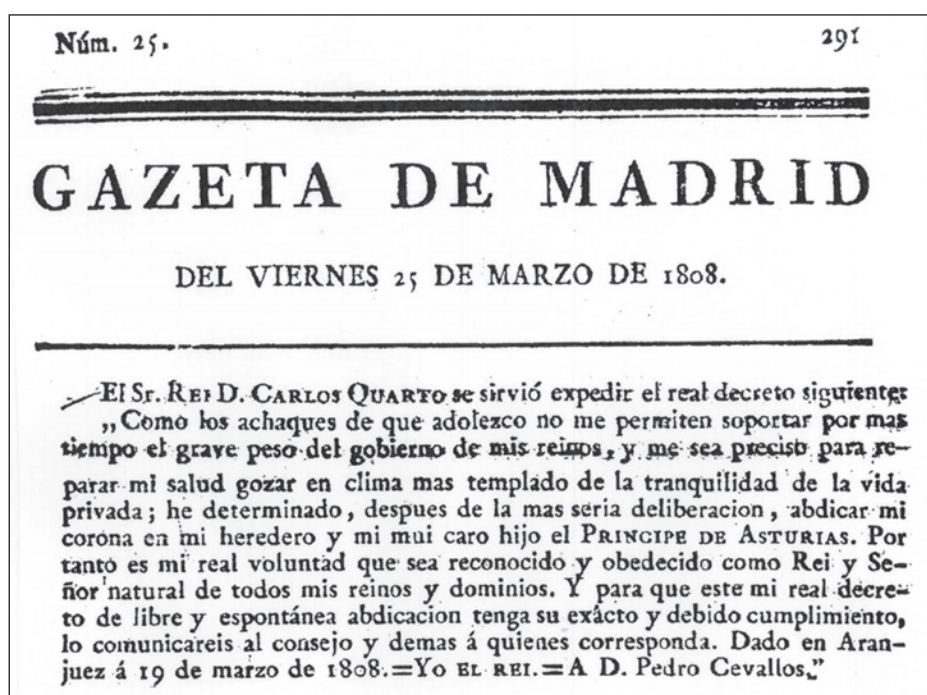 Núm. 25. 291
GAZETA DE MADRID
DEL VIERNES 25 DE MARZO DE 1808.
El Sr. REI D. CARLOS QUARTO se sirvió expedir el real decreto siguiente:
„Como los achaques de que adolezco no me permiten soportar por mas
tiempo el grave peso del gobierno de mis reinos, y me sea preciso para re-
parar mi salud gozar en clima mas templado de la tranquilidad de la vida
privada; he determinado, despues de la mas seria deliberacion, abdicar mi
corona en mi heredero y mi mui caro hijo el PRINCIPE DE ASTURIAS. Por
tanto es mi real voluntad que sea reconocido y obedecido como Rei y Se-
ñor natural de todos mis reinos y dominios. Y para que este mi real decre-
to de libre y espontánea abdicacion tenga su exâcto y debido cumplimiento,
lo comunicareis al consejo y demas á quienes corresponda. Dado en Aran-
juez á 19 de marzo de 1808.=YO EL REI.=A D. Pedro Cevallos.”